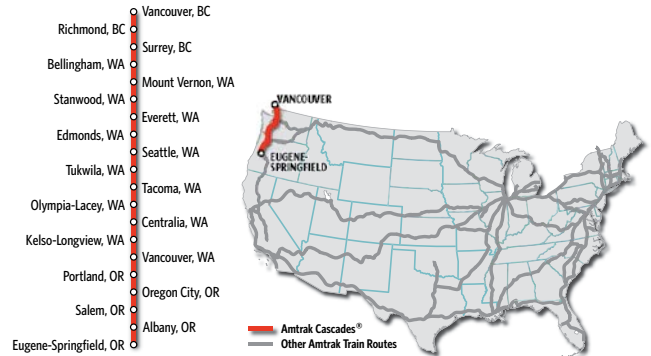 Vancouver, BC
Richmond, BC
Surrey, BC
Bellingham, WA
Mount Vernon, WA
Stanwood, WA
Everett, WA
Edmonds, WA
Seattle, WA
Tukwila, WA
Tacoma, WA
Olympia-Lacey, WA
Centralia, WA
Kelso-Longview, WA
Vancouver, WA
Portland, OR
Oregon City, OR
Salem, OR
Albany, OR
Eugene-Springfield, OR
VANCOUVER
EUGENE-
SPRINGFIELD
Amtrak Cascades®
Other Amtrak Train Routes